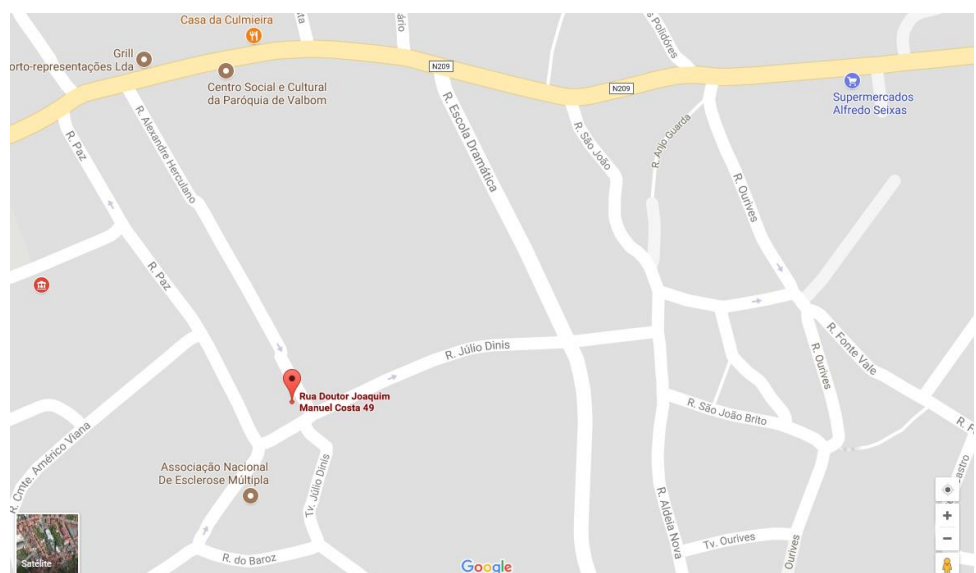 Casa da Culmieira
Grill
orto-representações Lda
Centro Social e Cultural
da Paróquia de Valbom
N209
N209
Supermercados
Alfredo Seixas
R. Paz
R. Alexandre Herculano
R. Escola Dramática
R. São João
R. Anjo Guarda
R. Ourives
R. Paz
R. Júlio Dinis
Rua Doutor Joaquim
Manuel Costa 49
R. Fonte Vale
R. Ourives
R. São João Brito
R. Cmte. Américo Viana
Associação Nacional
De Esclerose Múltipla
Tv. Júlio Dinis
R. Aldeia Nova
Tv. Ourives
Ourives
R. do Baroz
Satélite
Google